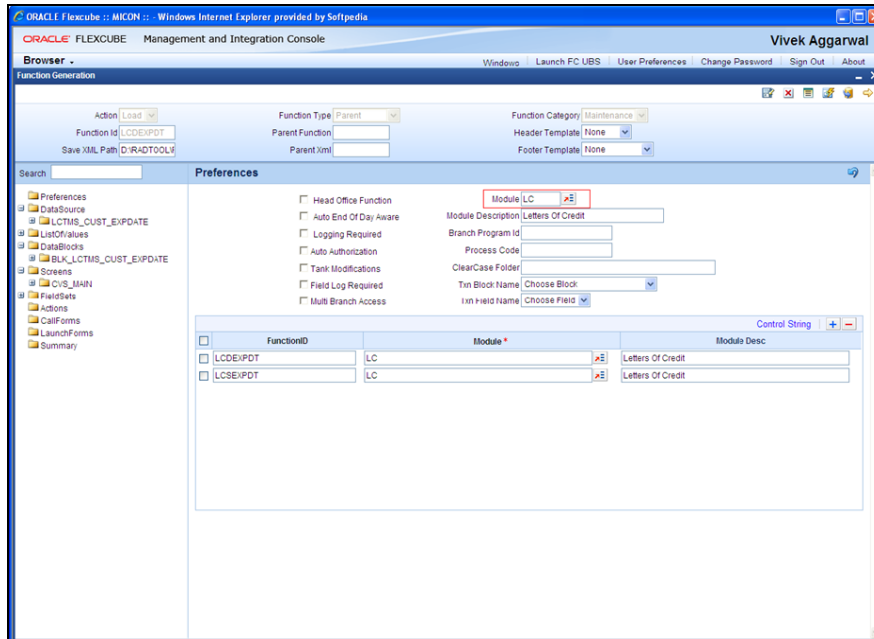 ORACLE Flexcube :: MICON :: - Windows Internet Explorer provided by Softpedia
ORACLE FLEXCUBE Management and Integration Console
Vivek Aggarwal
Browser
Windows Launch FC UBS User Preferences Change Password Sign Out About
Function Generation
Action Load Function Type Parent Function Category Maintenance
Function Id LCDEXPDT Parent Function Header Template None
Save XML Path D:\RADTOOL\F Parent Xml Footer Template None
Search Preferences
Preferences
DataSource
LCTMS_CUST_EXPDATE
ListOfValues
DataBlocks
BLK_LCTMS_CUST_EXPDATE
Screens
CVS_MAIN
FieldSets
Actions
CallForms
LaunchForms
Summary
Head Office Function Module LC
Auto End Of Day Aware Module Description Letters Of Credit
Logging Required Branch Program Id
Auto Authorization Process Code
Tank Modifications ClearCase Folder
Field Log Required Txn Block Name Choose Block
Multi Branch Access Txn Field Name Choose Field
Control String + -
FunctionID Module * Module Desc
LCDEXPDT LC Letters Of Credit
LCSEXPDT LC Letters Of Credit